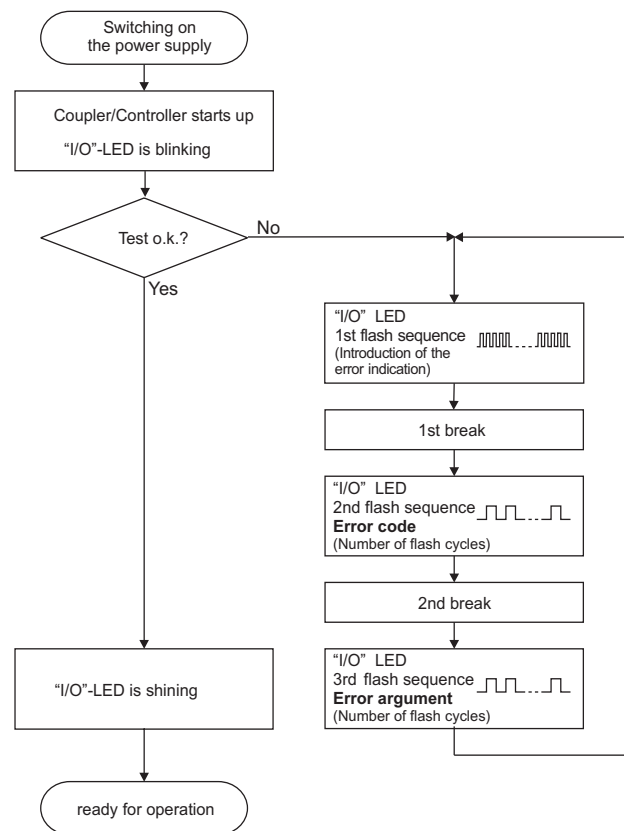 Switching on
the power supply
Coupler/Controller starts up
“I/O”-LED is blinking
Test o.k.?
No
Yes
“I/O” LED
1st flash sequence
(Introduction of the
error indication)
1st break
“I/O” LED
2nd flash sequence
Error code
(Number of flash cycles)
2nd break
“I/O” LED
3rd flash sequence
Error argument
(Number of flash cycles)
“I/O”-LED is shining
ready for operation